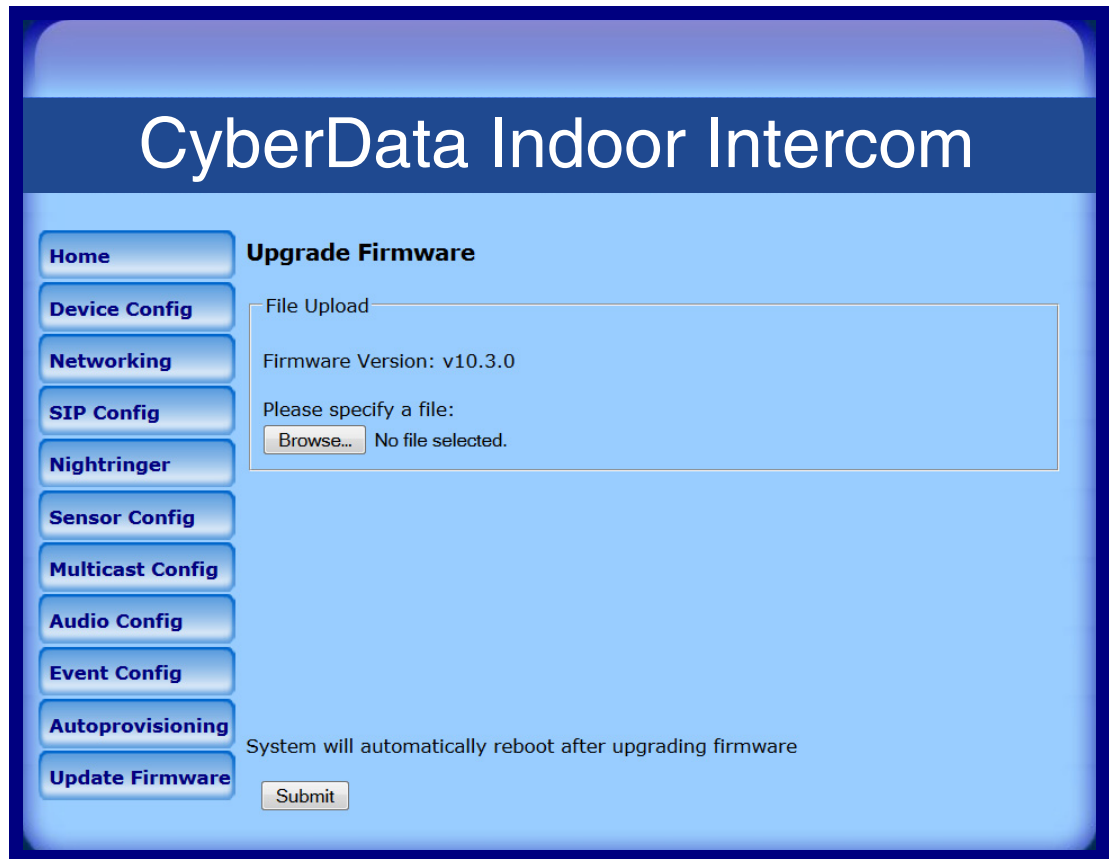 CyberData Indoor Intercom
Home
Device Config
Networking
SIP Config
Nightringer
Sensor Config
Multicast Config
Audio Config
Event Config
Autoprovisioning
Update Firmware
Upgrade Firmware
File Upload
Firmware Version: v10.3.0
Please specify a file:
Browse... No file selected.
System will automatically reboot after upgrading firmware
Submit